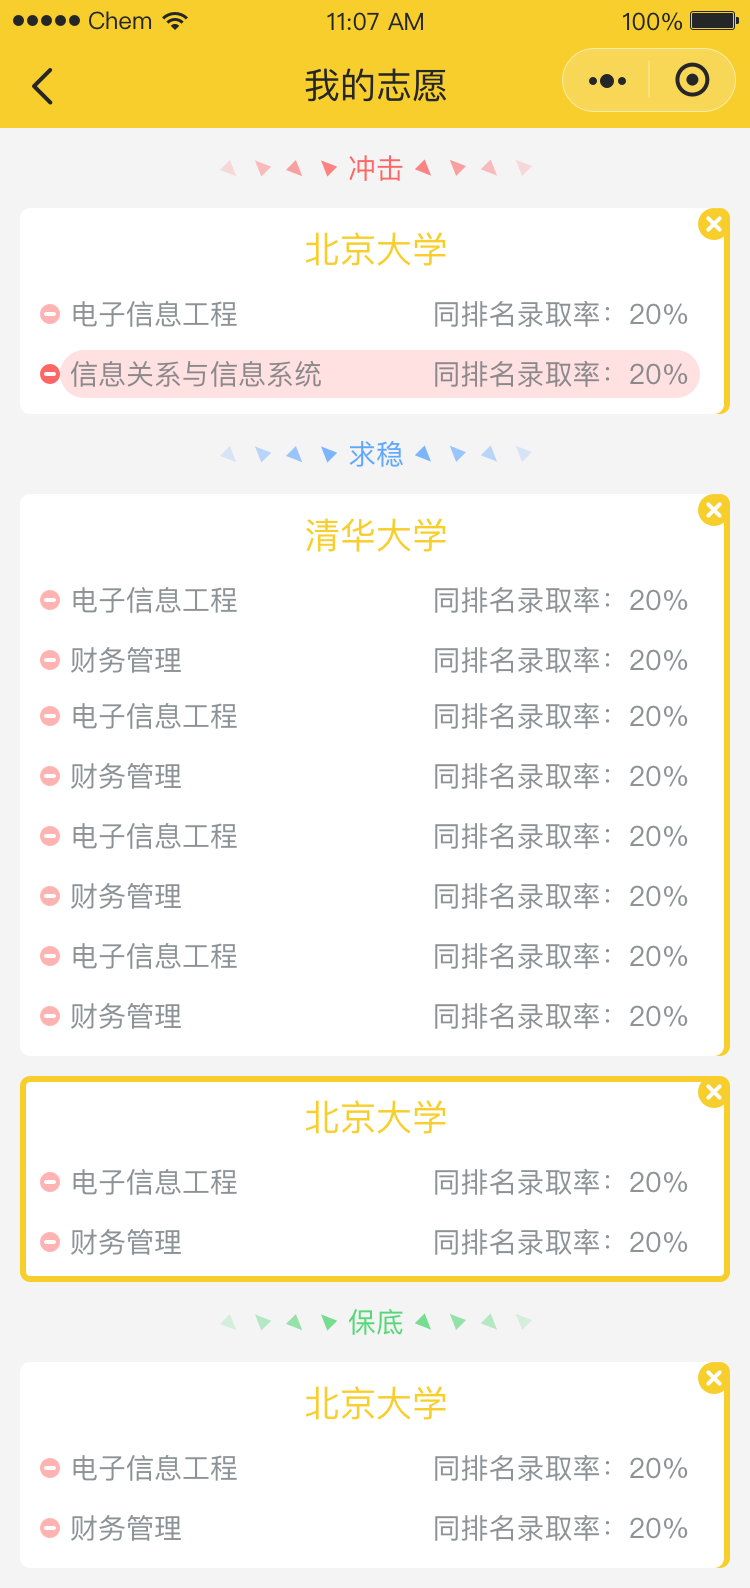 Chem 11:07 AM 100%
我的志愿
冲击
北京大学
电子信息工程 同排名录取率：20%
信息关系与信息系统 同排名录取率：20%
求稳
清华大学
电子信息工程 同排名录取率：20%
财务管理 同排名录取率：20%
电子信息工程 同排名录取率：20%
财务管理 同排名录取率：20%
电子信息工程 同排名录取率：20%
财务管理 同排名录取率：20%
电子信息工程 同排名录取率：20%
财务管理 同排名录取率：20%
北京大学
电子信息工程 同排名录取率：20%
财务管理 同排名录取率：20%
保底
北京大学
电子信息工程 同排名录取率：20%
财务管理 同排名录取率：20%